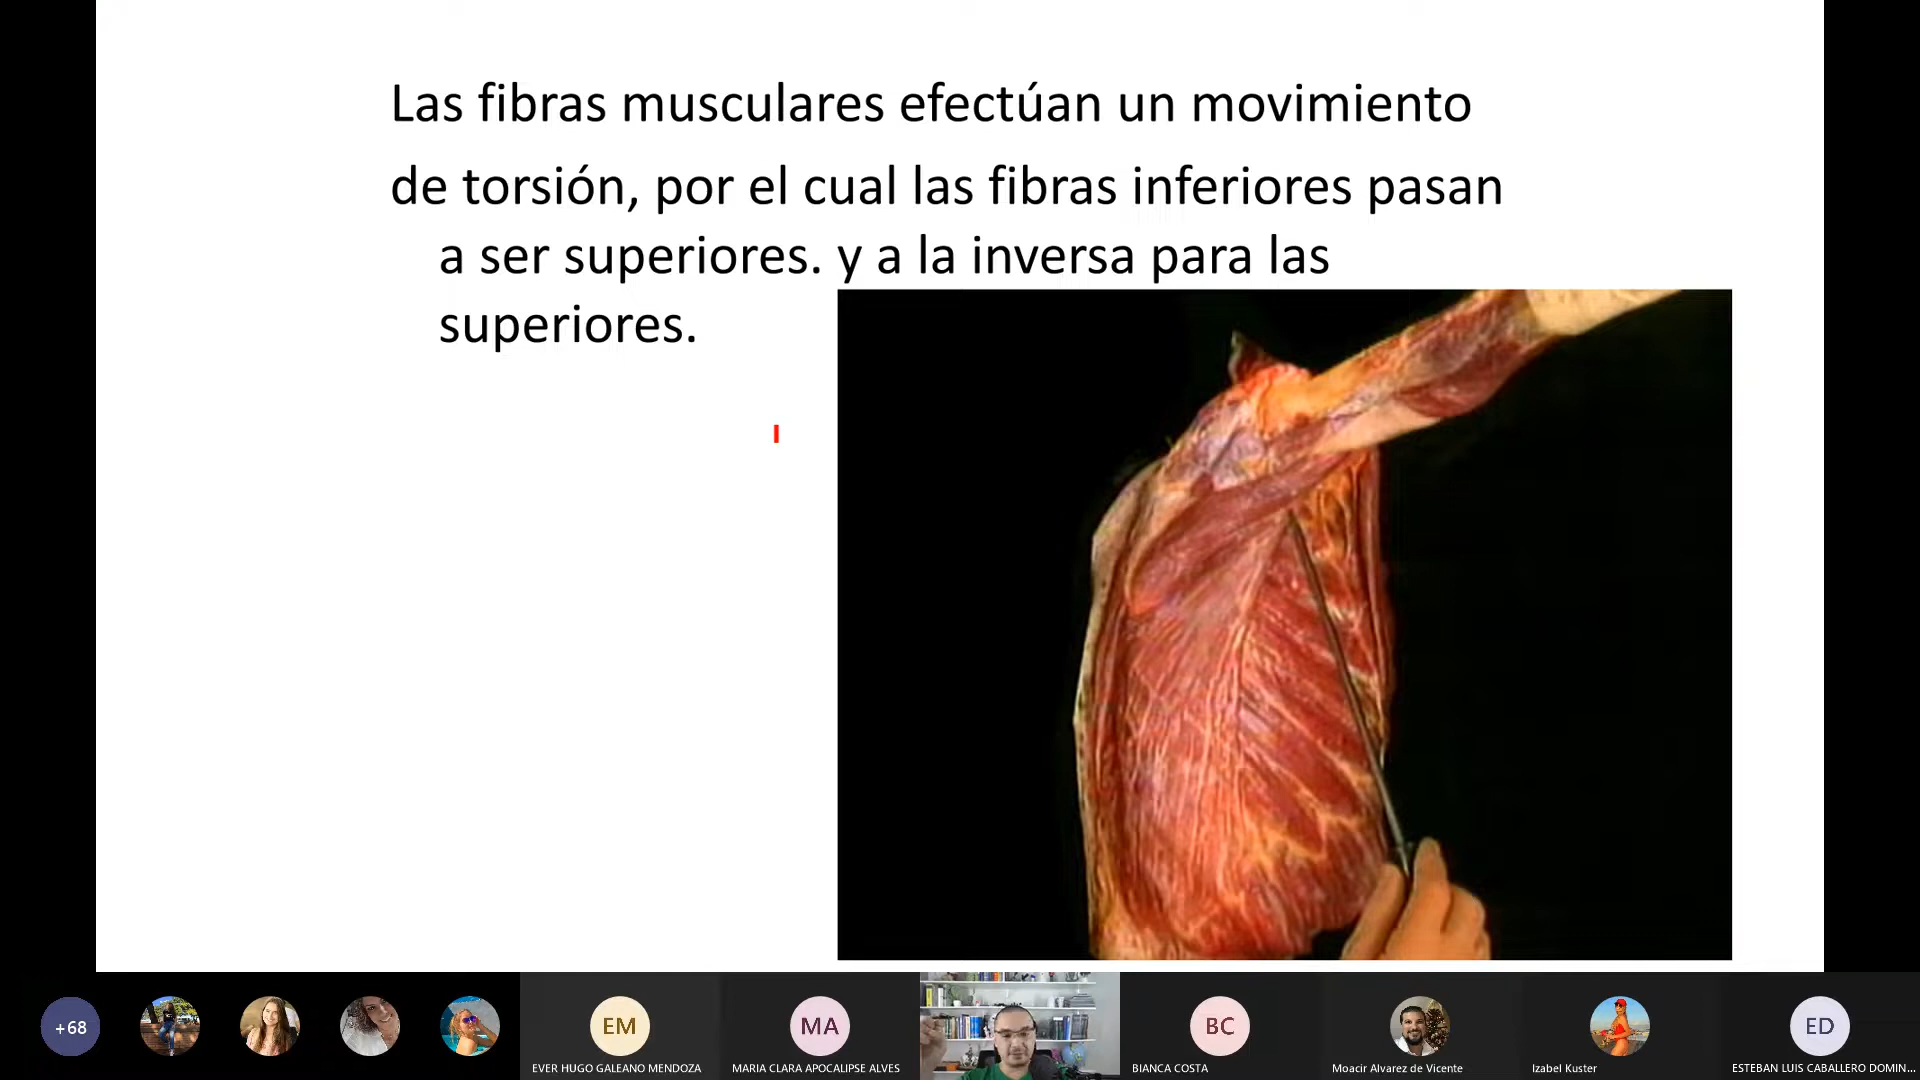 Las fibras musculares efectúan un movimiento
de torsión, por el cual las fibras inferiores pasan
a ser superiores. y a la inversa para las
superiores.
+68
EM
MA
BC
ED
EVER HUGO GALEANO MENDOZA
MARIA CLARA APOCALIPSE ALVES
BIANCA COSTA
Moacir Alvarez de Vicente
Izabel Kuster
ESTEBAN LUIS CABALLERO DOMIN...